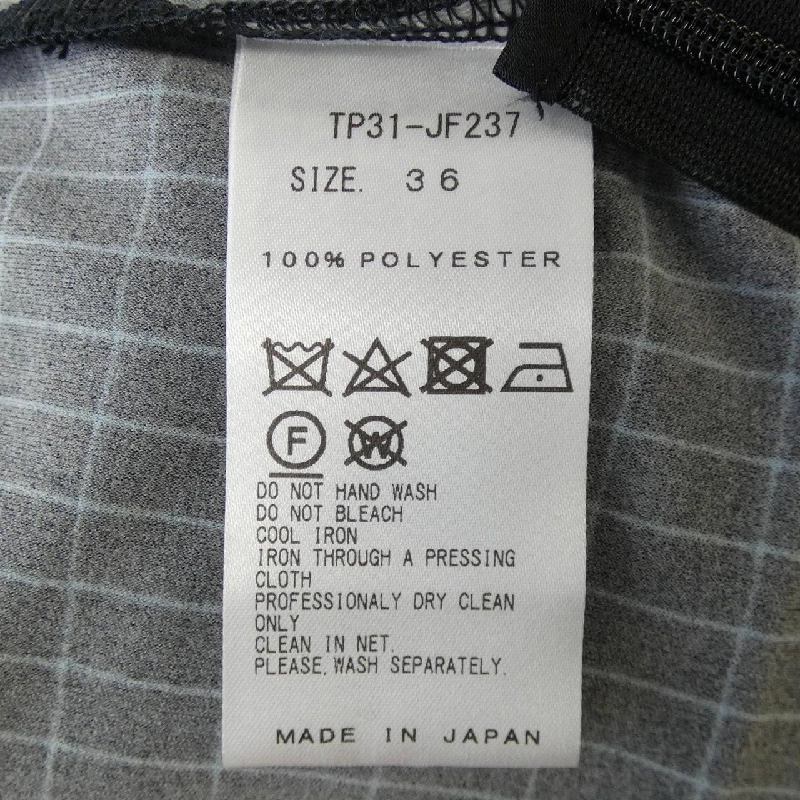 TP31-JF237
SIZE. 36
100% POLYESTER
F W
DO NOT HAND WASH
DO NOT BLEACH
COOL IRON
IRON THROUGH A PRESSING
CLOTH
PROFESSIONALY DRY CLEAN
ONLY
CLEAN IN NET.
PLEASE.WASH SEPARATELY.
MADE IN JAPAN